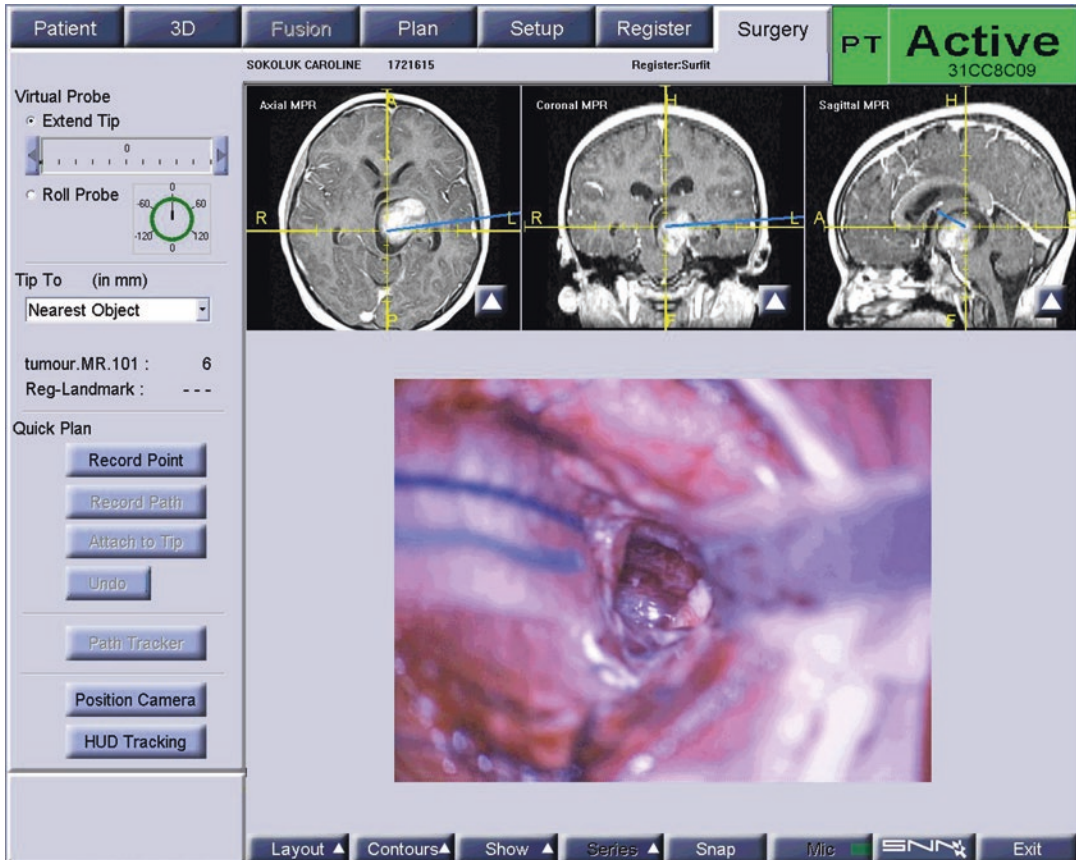 Patient 3D Fusion Plan Setup Register Surgery PT Active
31CC8C09
SOKOLUK CAROLINE 1721615 Register:Surfit
Virtual Probe
Extend Tip
0
Roll Probe
0
-60 60
-120 120
0
Tip To (in mm)
Nearest Object
tumour.MR.101 : 6
Reg-Landmark : ---
Quick Plan
Record Point
Record Path
Attach to Tip
Undo
Path Tracker
Position Camera
HUD Tracking
Axial MPR
A
R L
P
Coronal MPR
H
R L
F
Sagittal MPR
H
A P
F
Layout Contours Show Series Snap Mic SNN Exit